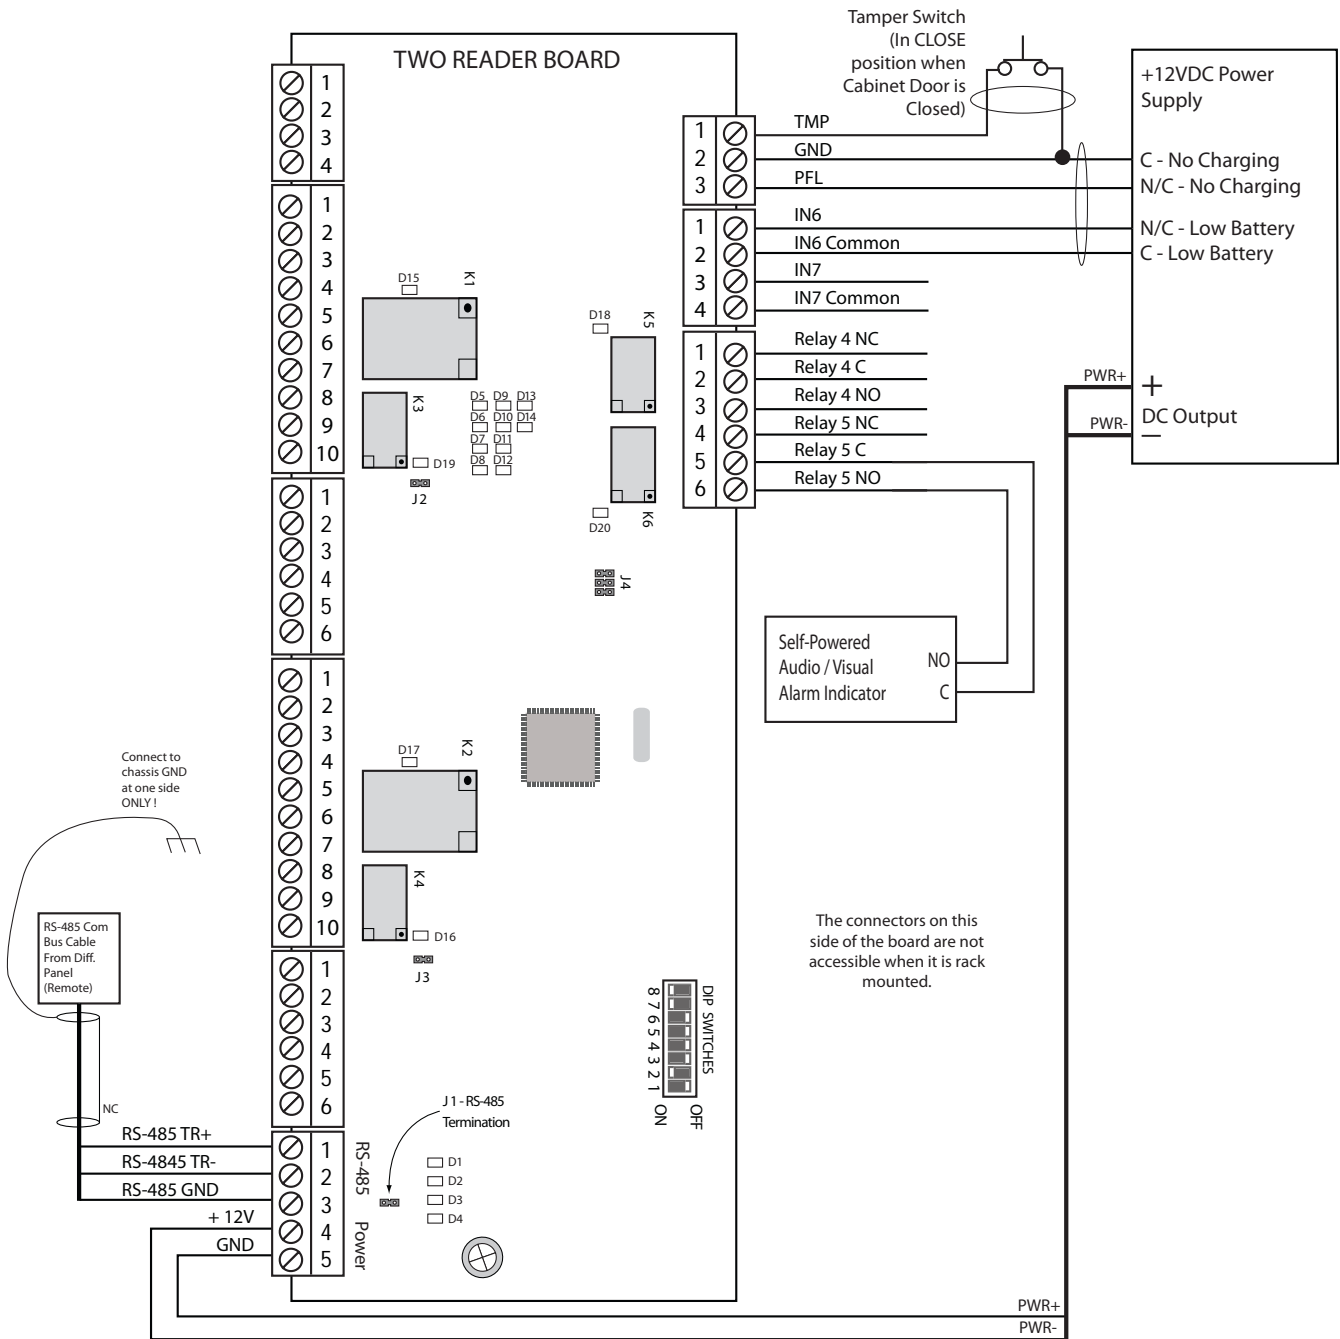 TWO READER BOARD
Tamper Switch
(In CLOSE
position when
Cabinet Door is
Closed)
+12VDC Power
Supply
C - No Charging
N/C - No Charging
N/C - Low Battery
C - Low Battery
PWR+
+
DC Output
PWR-
–
1
2
3
4
1
2
3
4
5
6
7
8
9
10
1
2
3
4
5
6
1
2
3
4
5
6
7
8
9
10
1
2
3
4
5
6
1
2
3
4
5
RS-485
Power
1
2
3
TMP
GND
PFL
1
2
3
4
IN6
IN6 Common
IN7
IN7 Common
1
2
3
4
5
6
Relay 4 NC
Relay 4 C
Relay 4 NO
Relay 5 NC
Relay 5 C
Relay 5 NO
D15
K1
D18
K5
K3
D5 D9 D13
D6 D10 D14
D7 D11
D8 D12
D19
J2
K6
D20
J4
Self-Powered
Audio / Visual
Alarm Indicator
NO
C
D17
K2
K4
D16
J3
Connect to
chassis GND
at one side
ONLY !
RS-485 Com
Bus Cable
From Diff.
Panel
(Remote)
NC
The connectors on this
side of the board are not
accessible when it is rack
mounted.
DIP SWITCHES
8 7 6 5 4 3 2 1
ON
OFF
J1 - RS-485
Termination
D1
D2
D3
D4
RS-485 TR+
RS-4845 TR-
RS-485 GND
+ 12V
GND
PWR+
PWR-